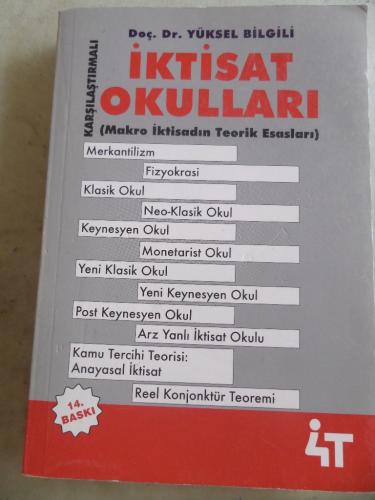 Doç. Dr. YÜKSEL BİLGİLİ
KARŞILAŞTIRMALI
İKTİSAT
OKULLARI
(Makro İktisadın Teorik Esasları)
Merkantilizm
Fizyokrasi
Klasik Okul
Neo-Klasik Okul
Keynesyen Okul
Monetarist Okul
Yeni Klasik Okul
Yeni Keynesyen Okul
Post Keynesyen Okul
Arz Yanlı İktisat Okulu
Kamu Tercihi Teorisi:
Anayasal İktisat
Reel Konjonktür Teoremi
14.
BASKI
4T